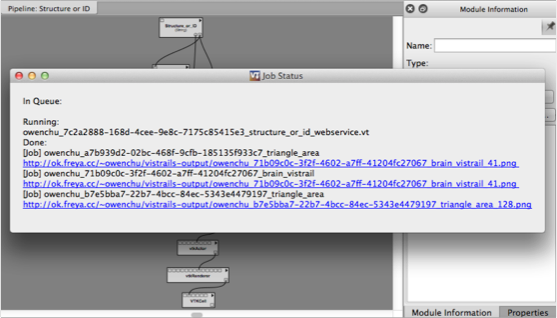 Pipeline: Structure or ID
Module Information
Structure_or_ID
Name:
Type:
Job Status
In Queue:
Running:
owenchu_7c2a2888-168d-4cee-9e8c-7175c85415e3_structure_or_id_webservice.vt
Done:
[Job] owenchu_a7b939d2-02bc-468f-9cfb-185135f933c7_triangle_area
http://ok.freya.cc/~owenchu/vistrails-output/owenchu_71b09c0c-3f2f-4602-a7ff-41204fc27067_brain_vistrail_41.png
[Job] owenchu_71b09c0c-3f2f-4602-a7ff-41204fc27067_brain_vistrail
http://ok.freya.cc/~owenchu/vistrails-output/owenchu_71b09c0c-3f2f-4602-a7ff-41204fc27067_brain_vistrail_41.png
[Job] owenchu_b7e5bba7-22b7-4bcc-84ec-5343e4479197_triangle_area
http://ok.freya.cc/~owenchu/vistrails-output/owenchu_b7e5bba7-22b7-4bcc-84ec-5343e4479197_triangle_area_128.png
vtkActor
vtkRenderer
VTKCell
Module Information
Properties